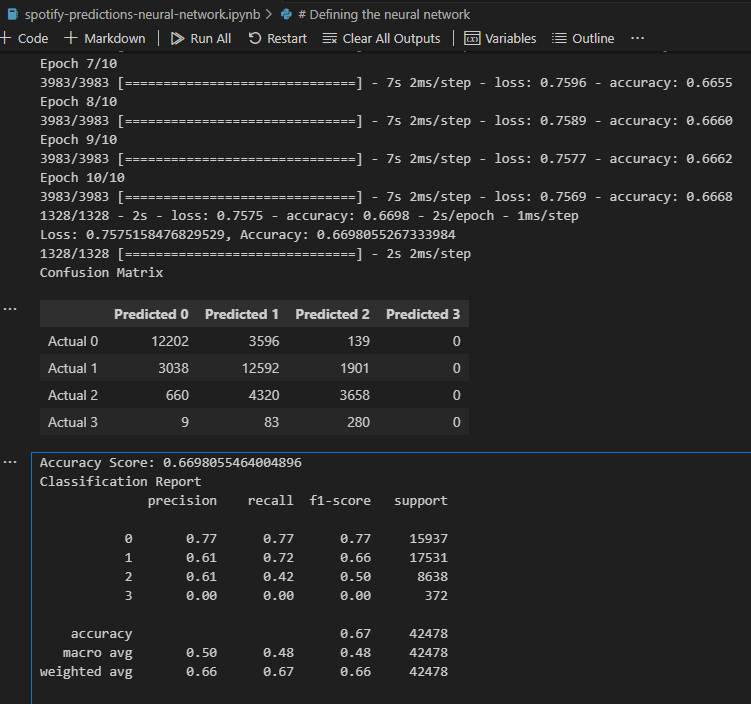 spotify-predictions-neural-network.ipynb > # Defining the neural network
+ Code + Markdown | Run All Restart Clear All Outputs | Variables Outline ...
Epoch 7/10
3983/3983 [==============================] - 7s 2ms/step - loss: 0.7596 - accuracy: 0.6655
Epoch 8/10
3983/3983 [==============================] - 7s 2ms/step - loss: 0.7589 - accuracy: 0.6660
Epoch 9/10
3983/3983 [==============================] - 7s 2ms/step - loss: 0.7577 - accuracy: 0.6662
Epoch 10/10
3983/3983 [==============================] - 7s 2ms/step - loss: 0.7569 - accuracy: 0.6668
1328/1328 - 2s - loss: 0.7575 - accuracy: 0.6698 - 2s/epoch - 1ms/step
Loss: 0.7575158476829529, Accuracy: 0.6698055267333984
1328/1328 [==============================] - 2s 2ms/step
Confusion Matrix
...
Predicted 0 Predicted 1 Predicted 2 Predicted 3
Actual 0 12202 3596 139 0
Actual 1 3038 12592 1901 0
Actual 2 660 4320 3658 0
Actual 3 9 83 280 0
...
Accuracy Score: 0.6698055464004896
Classification Report
precision recall f1-score support
0 0.77 0.77 0.77 15937
1 0.61 0.72 0.66 17531
2 0.61 0.42 0.50 8638
3 0.00 0.00 0.00 372
accuracy 0.67 42478
macro avg 0.50 0.48 0.48 42478
weighted avg 0.66 0.67 0.66 42478